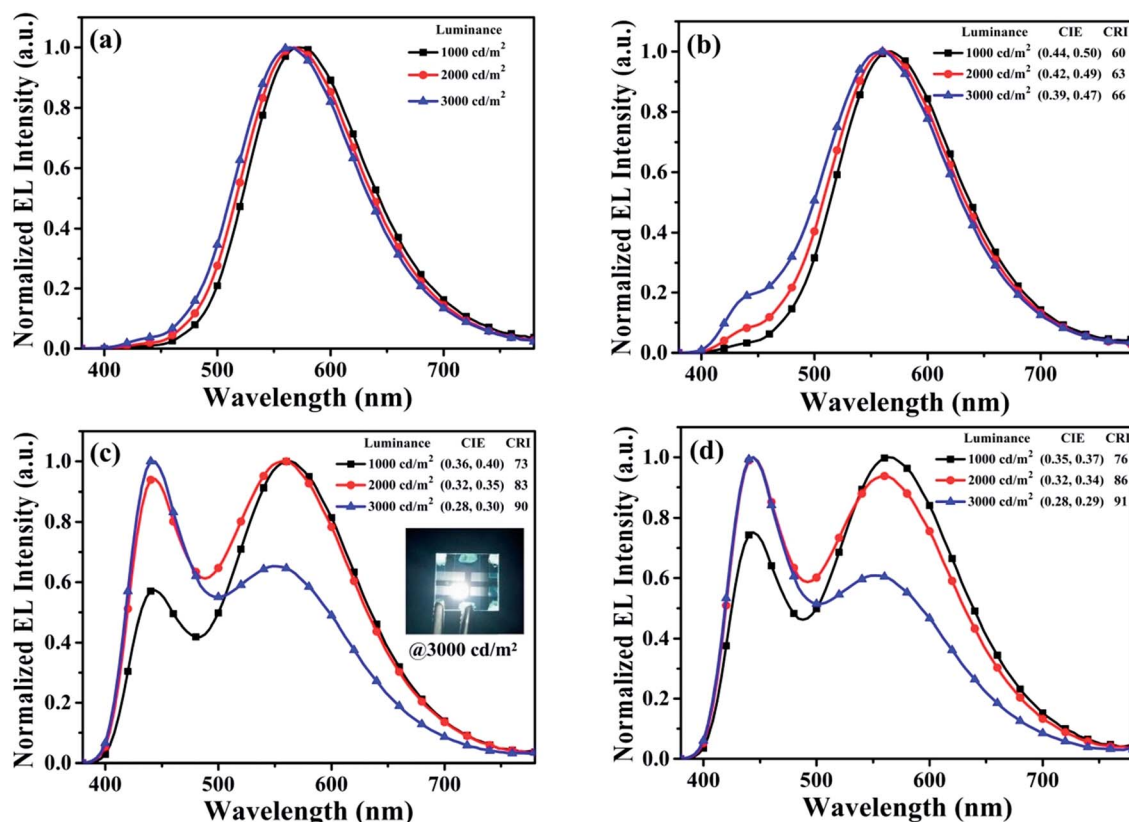 (a)
Luminance
1000 cd/m²
2000 cd/m²
3000 cd/m²
Normalized EL Intensity (a.u.)
1.0
0.8
0.6
0.4
0.2
0.0
400 500 600 700
Wavelength (nm)
(b)
Luminance CIE CRI
1000 cd/m² (0.44, 0.50) 60
2000 cd/m² (0.42, 0.49) 63
3000 cd/m² (0.39, 0.47) 66
Normalized EL Intensity (a.u.)
1.0
0.8
0.6
0.4
0.2
0.0
400 500 600 700
Wavelength (nm)
(c)
Luminance CIE CRI
1000 cd/m² (0.36, 0.40) 73
2000 cd/m² (0.32, 0.35) 83
3000 cd/m² (0.28, 0.30) 90
@3000 cd/m²
Normalized EL Intensity (a.u.)
1.0
0.8
0.6
0.4
0.2
0.0
400 500 600 700
Wavelength (nm)
(d)
Luminance CIE CRI
1000 cd/m² (0.35, 0.37) 76
2000 cd/m² (0.32, 0.34) 86
3000 cd/m² (0.28, 0.29) 91
Normalized EL Intensity (a.u.)
1.0
0.8
0.6
0.4
0.2
0.0
400 500 600 700
Wavelength (nm)